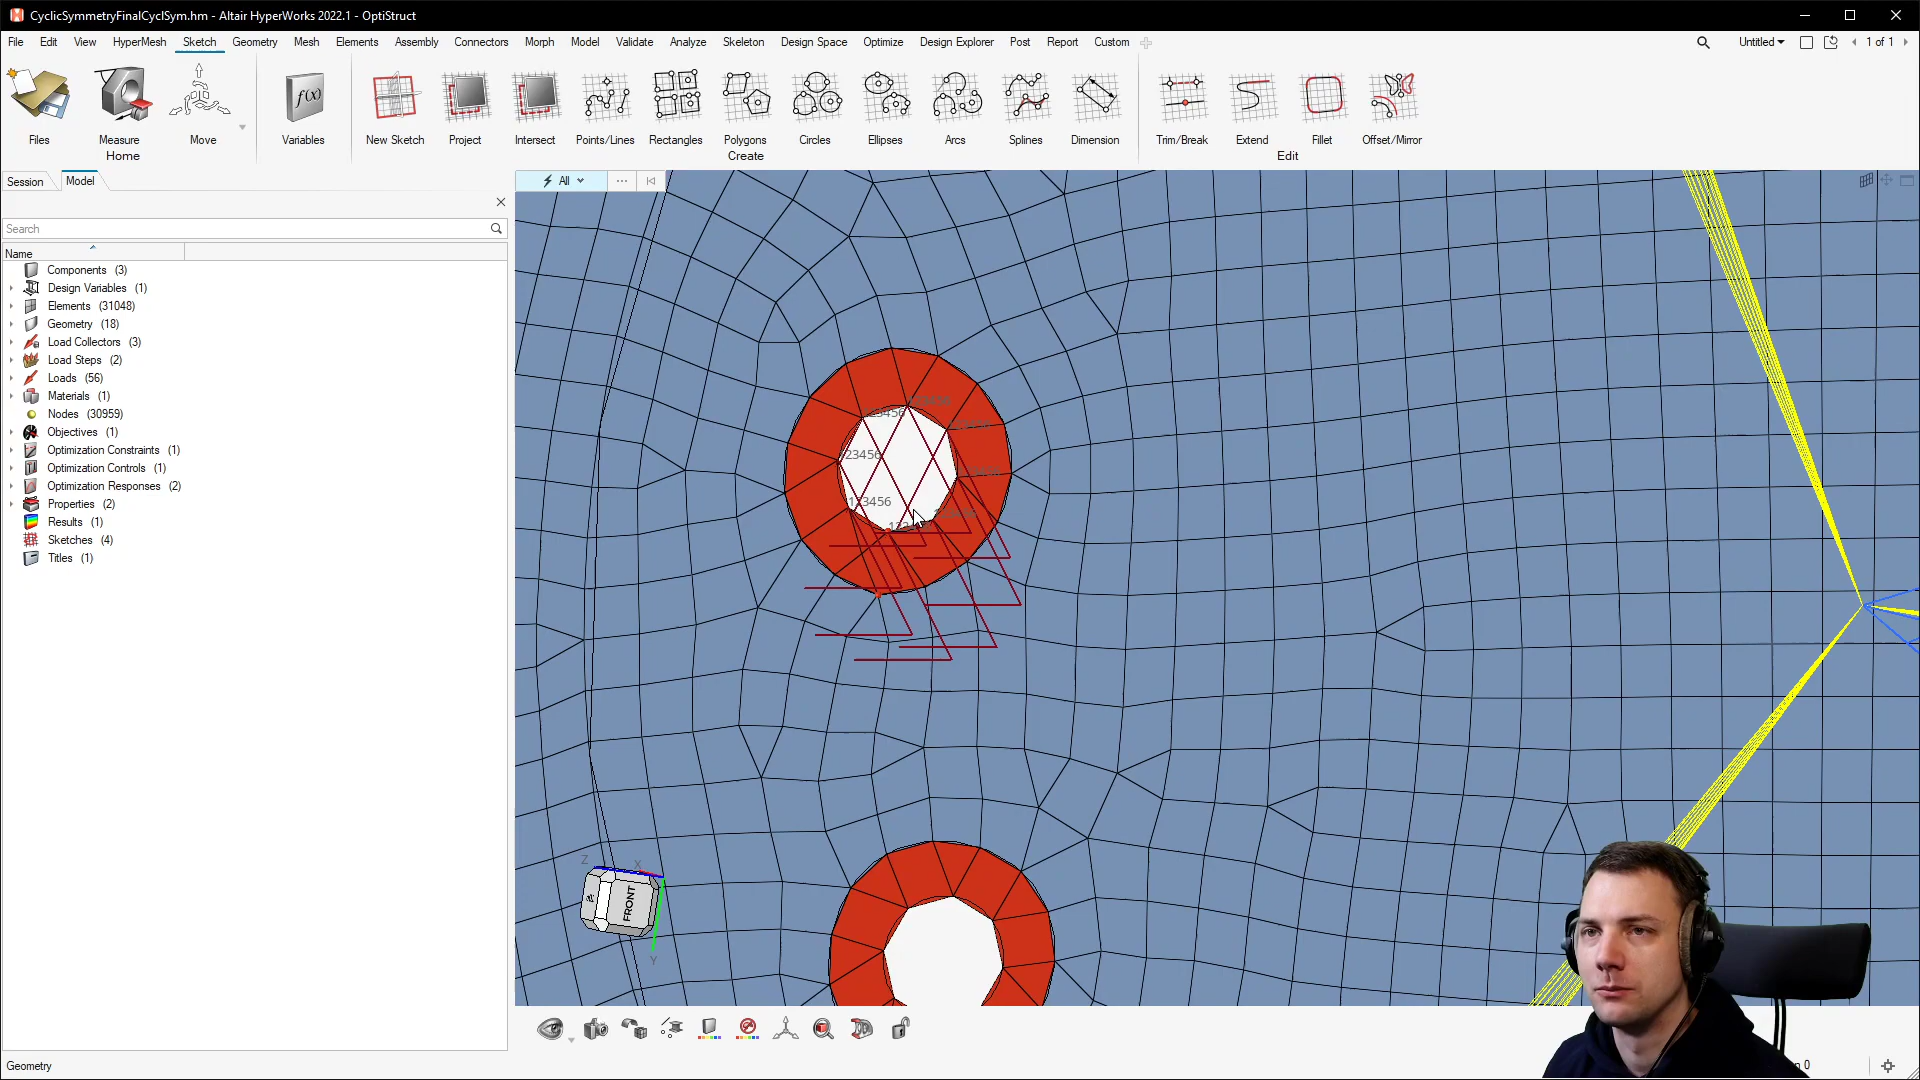 CyclicSymmetryFinalCyclSym.hm - Altair HyperWorks 2022.1 - OptiStruct
File Edit View HyperMesh Sketch Geometry Mesh Elements Assembly Connectors Morph Model Validate Analyze Skeleton Design Space Optimize Design Explorer Post Report Custom Untitled 1 of 1
f(x)
Files Measure Move Variables New Sketch Project Intersect Points/Lines Rectangles Polygons Circles Ellipses Arcs Splines Dimension Trim/Break Extend Fillet Offset/Mirror
Home Create Edit
Session Model All
Search
Name
Components (3)
Design Variables (1)
Elements (31048)
Geometry (18)
Load Collectors (3)
Load Steps (2)
Loads (56)
Materials (1)
Nodes (30959)
Objectives (1)
Optimization Constraints (1)
Optimization Controls (1)
Optimization Responses (2)
Properties (2)
Results (1)
Sketches (4)
Titles (1)
123456
123456
123456
123456
123456
Z X
FRONT
Y
Geometry